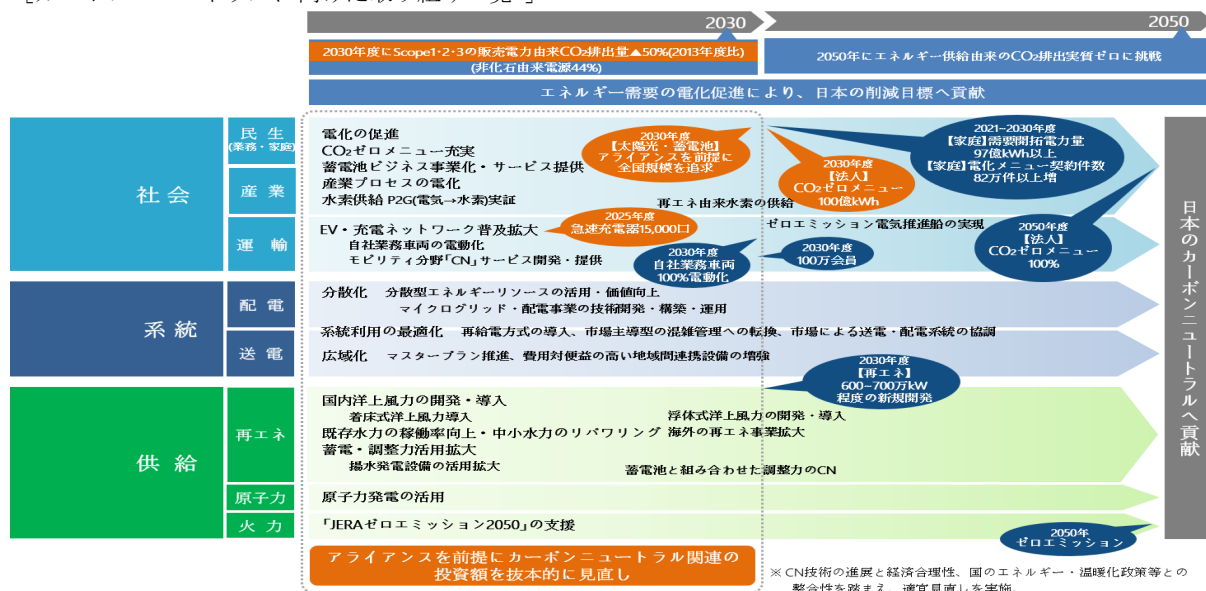 2030
2050
2030年度にScope1・2・3の販売電力由来CO₂排出量▲50%(2013年度比)
(非化石由来電源44%)
2050年にエネルギー供給由来のCO₂排出実質ゼロに挑戦
エネルギー需要の電化促進により、日本の削減目標へ貢献
社会
民生
(業務・家庭)
産業
運輸
電化の促進
CO₂ゼロメニュー充実
蓄電池ビジネス事業化・サービス提供
産業プロセスの電化
水素供給 P2G(電気→水素)実証
再エネ由来水素の供給
2030年度
【太陽光・蓄電池】
アライアンスを前提に
全国規模を追求
2030年度
【法人】
CO₂ゼロメニュー
100億kWh
2021~2030年度
【家庭】需要開拓電力量
97億kWh以上
【家庭】電化メニュー契約件数
82万件以上増
EV・充電ネットワーク普及拡大
自社業務車両の電動化
モビリティ分野「CN」サービス開発・提供
2025年度
急速充電器15,000口
ゼロエミッション電気推進船の実現
2030年度
自社業務車両
100%電動化
2030年度
100万会員
2050年度
【法人】
CO₂ゼロメニュー
100%
系統
配電
送電
分散化 分散型エネルギーリソースの活用・価値向上
マイクログリッド・配電事業の技術開発・構築・運用
系統利用の最適化 再給電方式の導入、市場主導型の混雑管理への転換、市場による送電・配電系統の協調
広域化 マスタープラン推進、費用対便益の高い地域間連携設備の増強
2030年度
【再エネ】
600~700万kW
程度の新規開発
供給
再エネ
原子力
火力
国内洋上風力の開発・導入
着床式洋上風力導入
浮体式洋上風力の開発・導入
既存水力の稼働率向上・中小水力のリパワリング 海外の再エネ事業拡大
蓄電・調整力活用拡大
揚水発電設備の活用拡大
蓄電池と組み合わせた調整力のCN
原子力発電の活用
「JERAゼロエミッション2050」の支援
2050年
ゼロエミッション
日本のカーボンニュートラルへ貢献
アライアンスを前提にカーボンニュートラル関連の
投資額を抜本的に見直し
※CN技術の進展と経済合理性、国のエネルギー・温暖化政策等との
整合性を踏まえ、適宜見直しを実施。